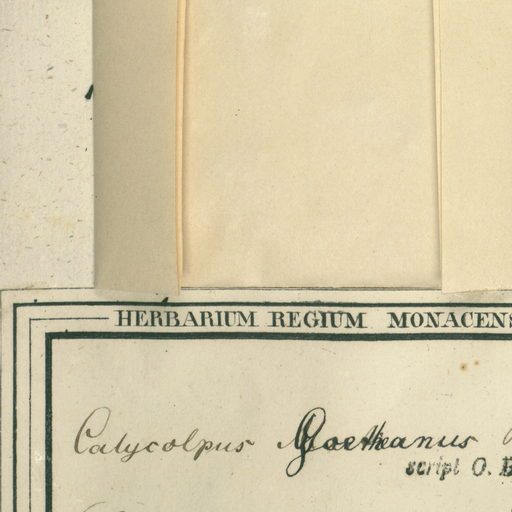 HERBARIUM REGIUM MONACENS
Calycolpus Goetheanus
script O. B